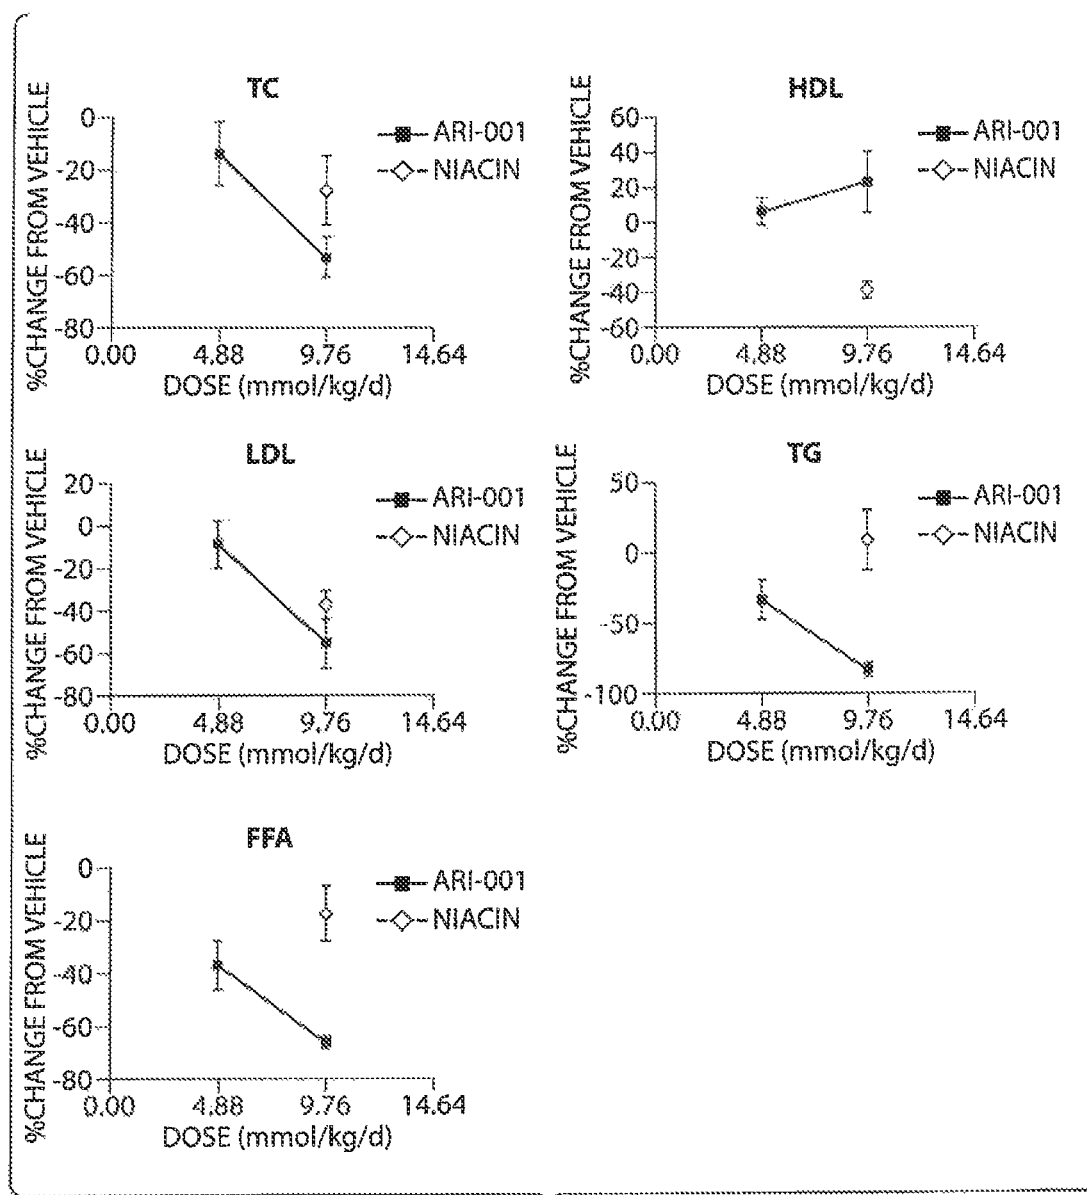 TC
%CHANGE FROM VEHICLE
0
-20
-40
-60
-80
0.00 4.88 9.76 14.64
DOSE (mmol/kg/d)
ARI-001
NIACIN
HDL
%CHANGE FROM VEHICLE
60
40
20
0
-20
-40
-60
0.00 4.88 9.76 14.64
DOSE (mmol/kg/d)
ARI-001
NIACIN
LDL
%CHANGE FROM VEHICLE
20
0
-20
-40
-60
-80
0.00 4.88 9.76 14.64
DOSE (mmol/kg/d)
ARI-001
NIACIN
TG
%CHANGE FROM VEHICLE
50
0
-50
-100
0.00 4.88 9.76 14.64
DOSE (mmol/kg/d)
ARI-001
NIACIN
FFA
%CHANGE FROM VEHICLE
0
-20
-40
-60
-80
0.00 4.88 9.76 14.64
DOSE (mmol/kg/d)
ARI-001
NIACIN